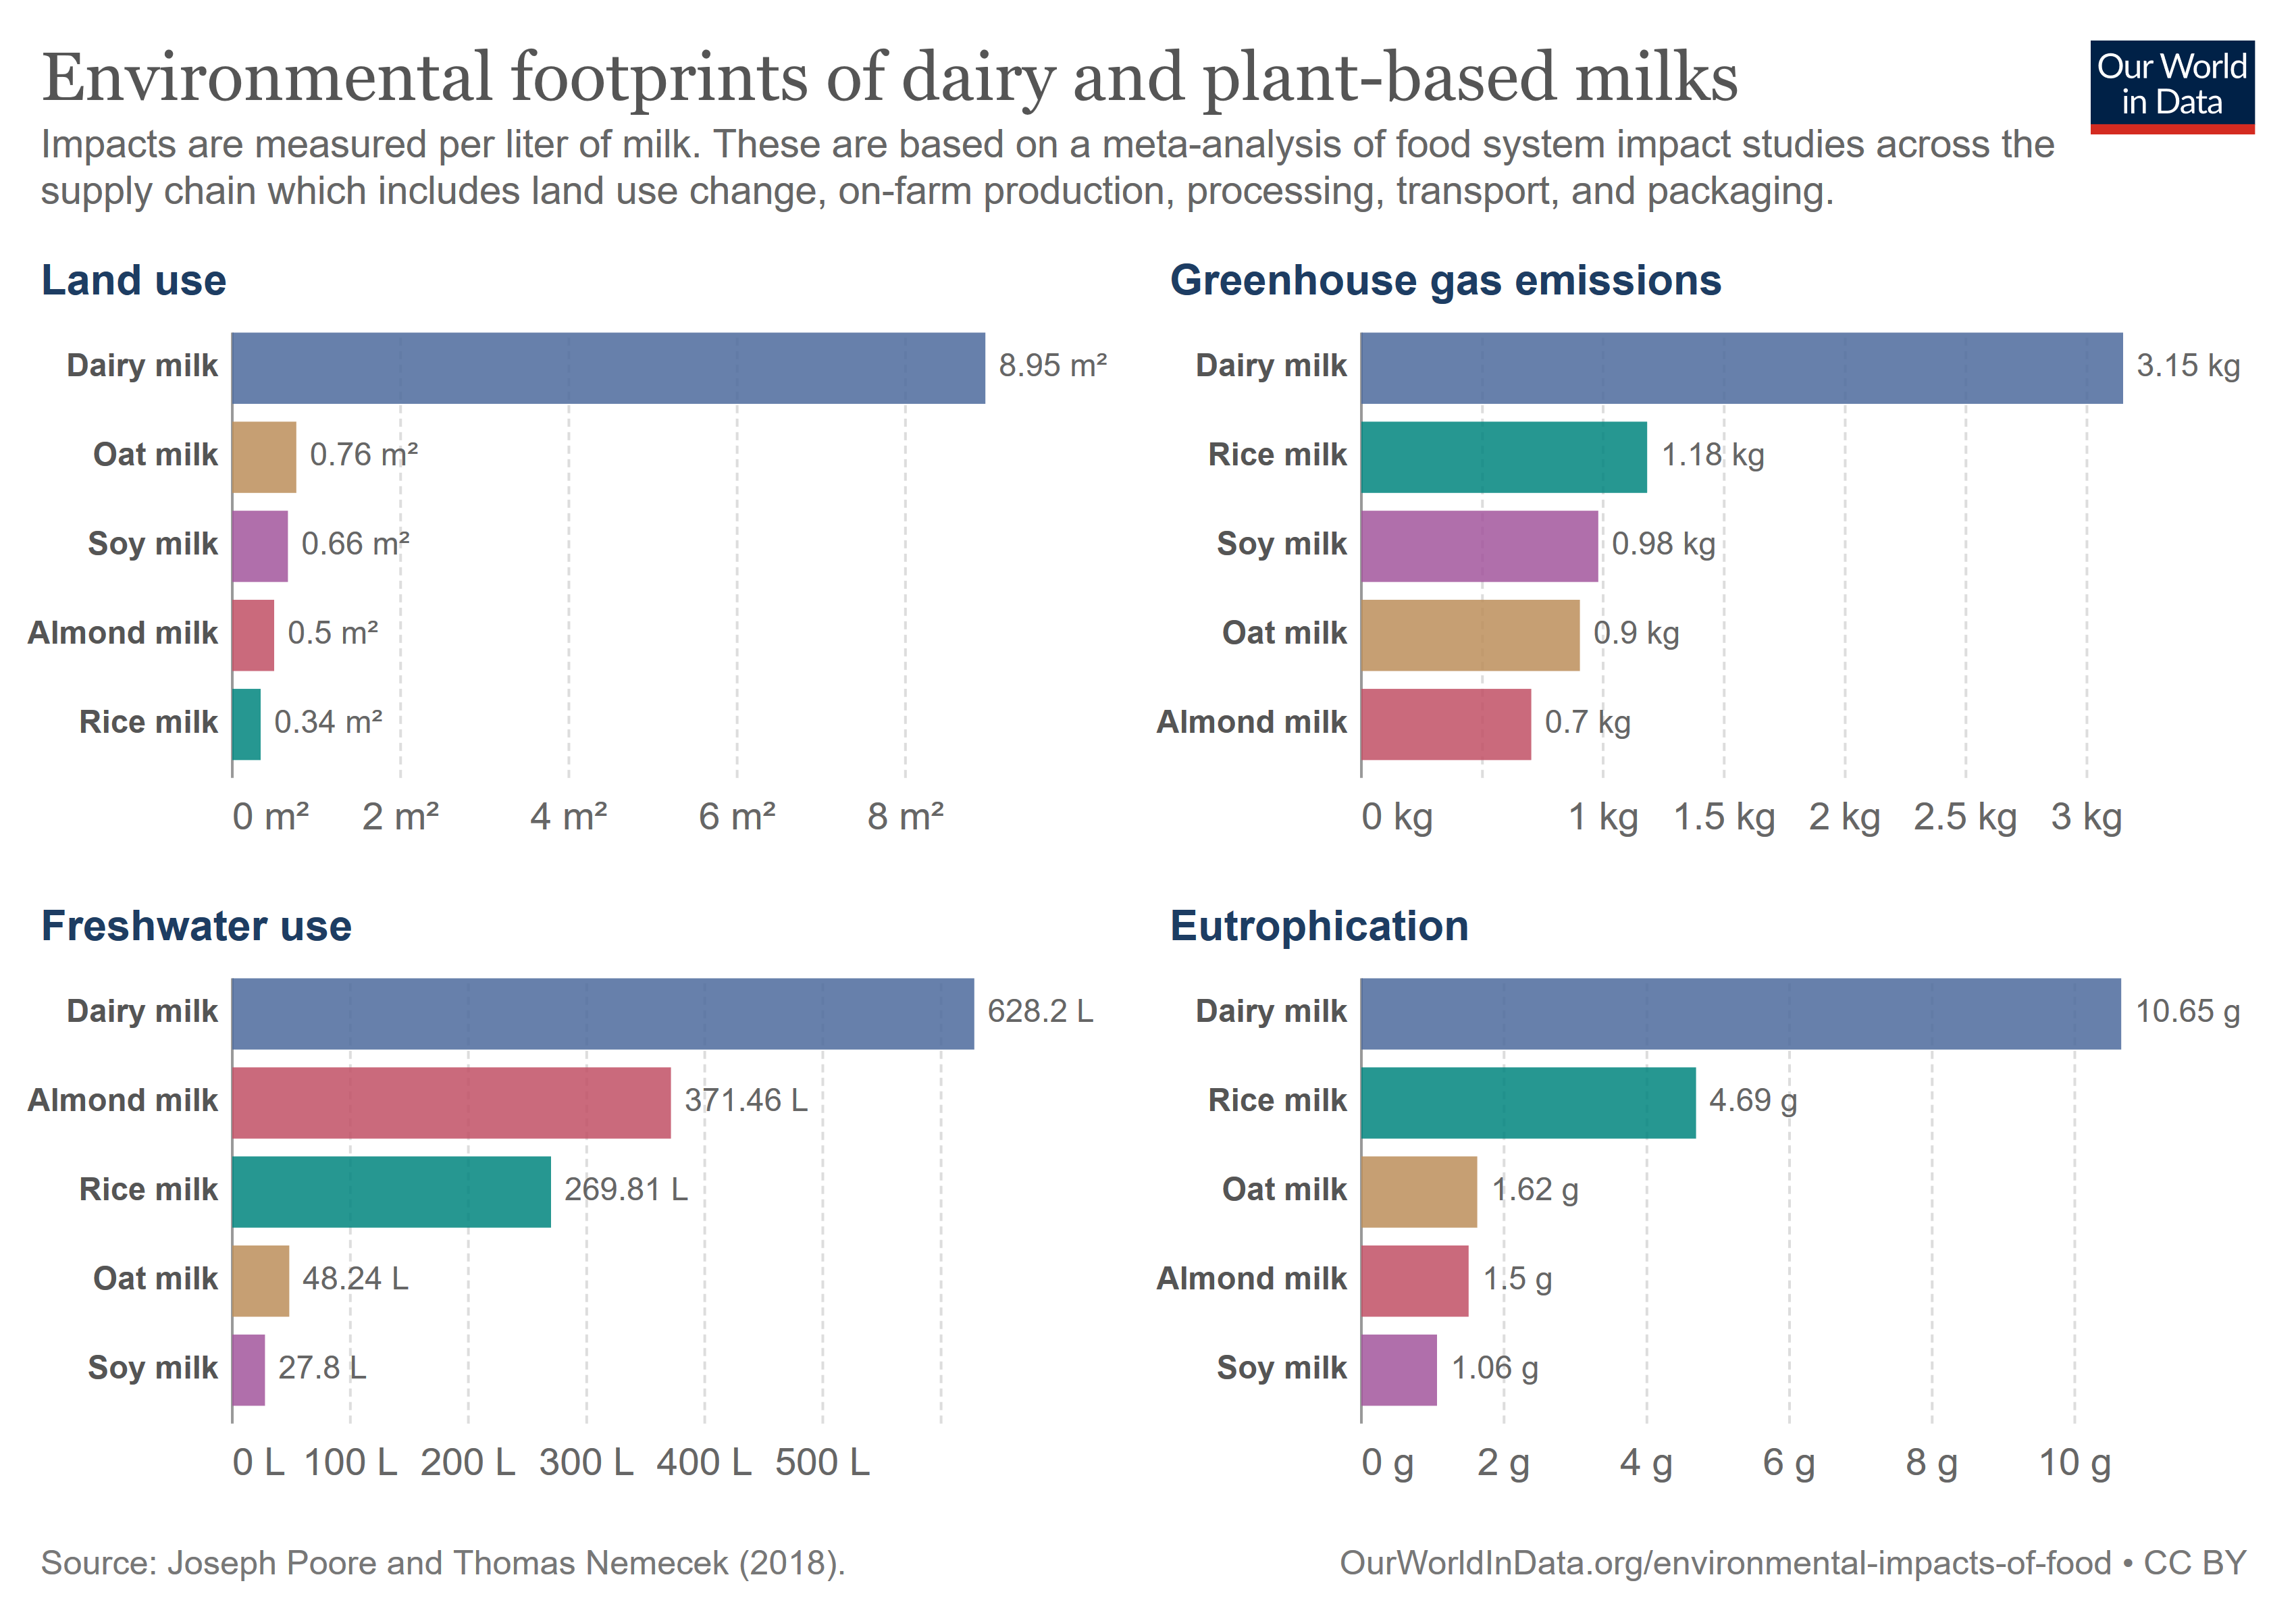 Environmental footprints of dairy and plant-based milks
Our World
in Data
Impacts are measured per liter of milk. These are based on a meta-analysis of food system impact studies across the
supply chain which includes land use change, on-farm production, processing, transport, and packaging.
Land use
Dairy milk 8.95 m²
Oat milk 0.76 m²
Soy milk 0.66 m²
Almond milk 0.5 m²
Rice milk 0.34 m²
0 m² 2 m² 4 m² 6 m² 8 m²
Greenhouse gas emissions
Dairy milk 3.15 kg
Rice milk 1.18 kg
Soy milk 0.98 kg
Oat milk 0.9 kg
Almond milk 0.7 kg
0 kg 1 kg 1.5 kg 2 kg 2.5 kg 3 kg
Freshwater use
Dairy milk 628.2 L
Almond milk 371.46 L
Rice milk 269.81 L
Oat milk 48.24 L
Soy milk 27.8 L
0 L 100 L 200 L 300 L 400 L 500 L
Eutrophication
Dairy milk 10.65 g
Rice milk 4.69 g
Oat milk 1.62 g
Almond milk 1.5 g
Soy milk 1.06 g
0 g 2 g 4 g 6 g 8 g 10 g
Source: Joseph Poore and Thomas Nemecek (2018).
OurWorldInData.org/environmental-impacts-of-food • CC BY